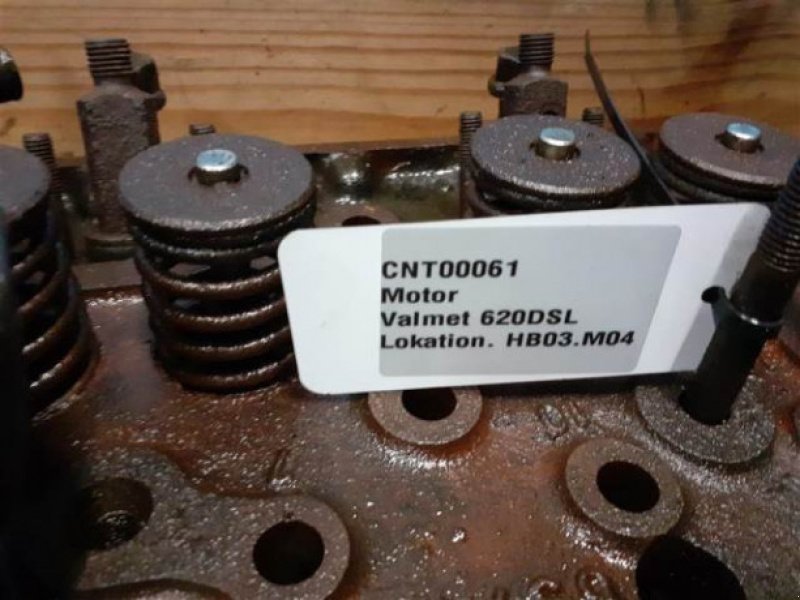 CNT00061
Motor
Valmet 620DSL
Lokation. HB03.M04